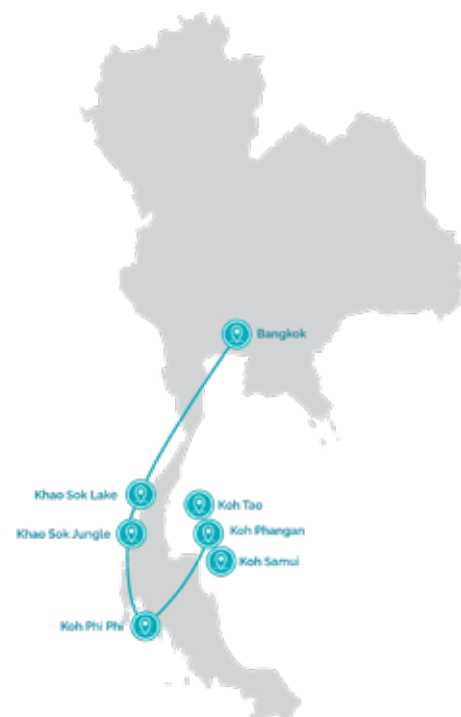 Bangkok
Khao Sok Lake
Koh Tao
Khao Sok Jungle
Koh Phangan
Koh Samui
Koh Phi Phi